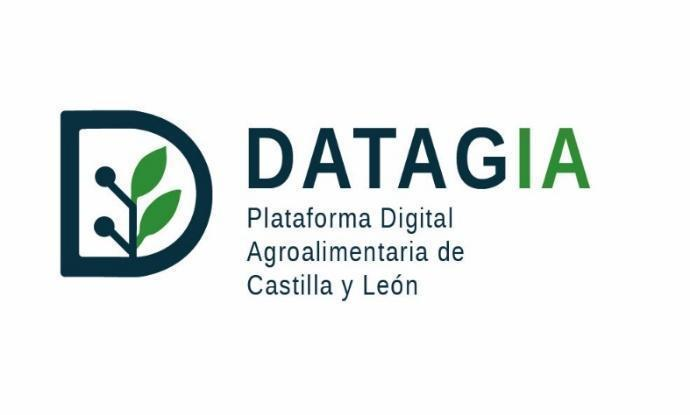 DATAGIA
Plataforma Digital
Agroalimentaria de
Castilla y León